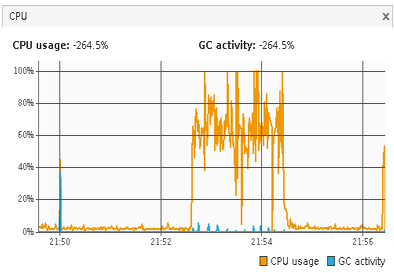 CPU x
CPU usage: -264.5% GC activity: -264.5%
100%
80%
60%
40%
20%
0%
21:50 21:52 21:54 21:56
CPU usage GC activity